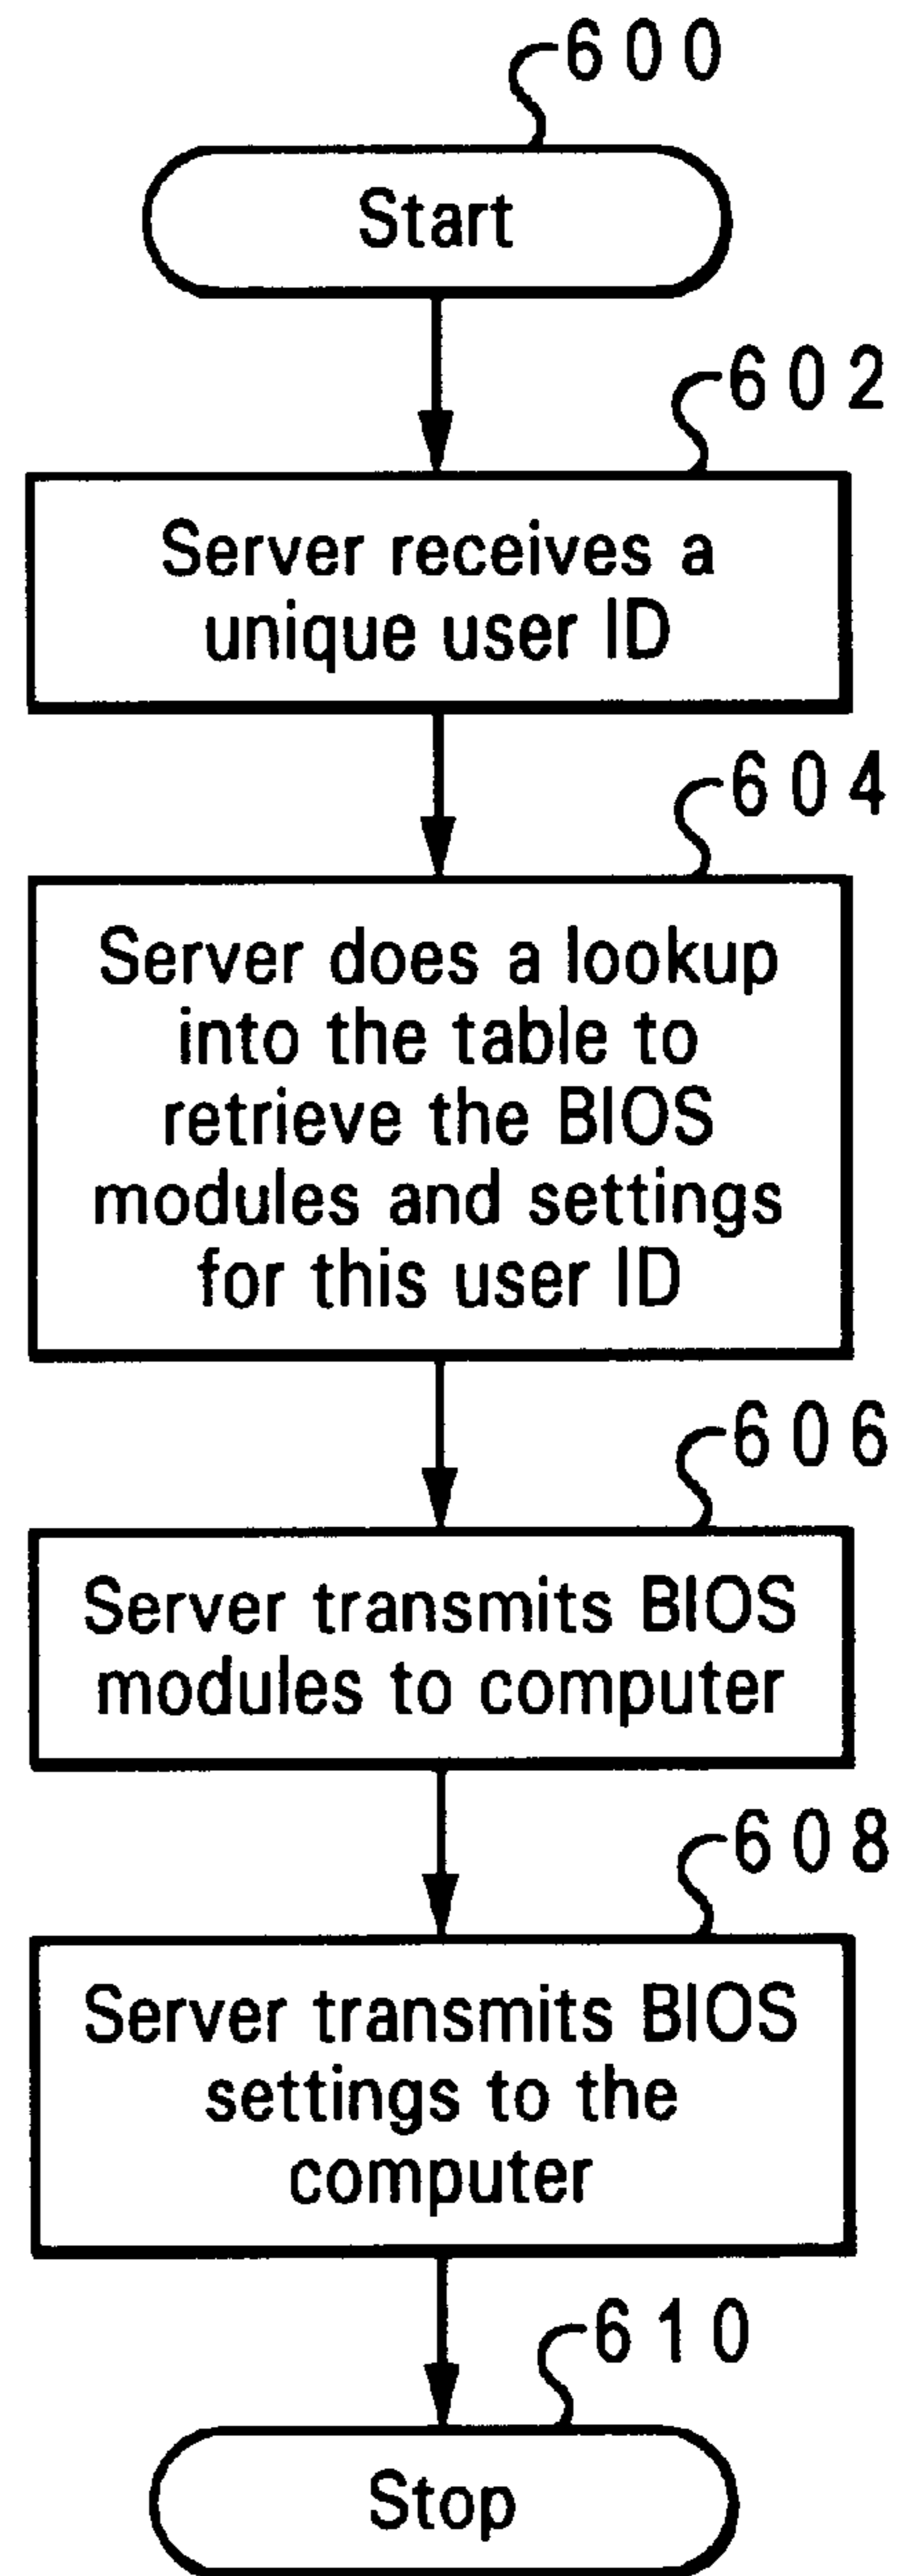 600
Start
602
Server receives a
unique user ID
604
Server does a lookup
into the table to
retrieve the BIOS
modules and settings
for this user ID
606
Server transmits BIOS
modules to computer
608
Server transmits BIOS
settings to the
computer
610
Stop